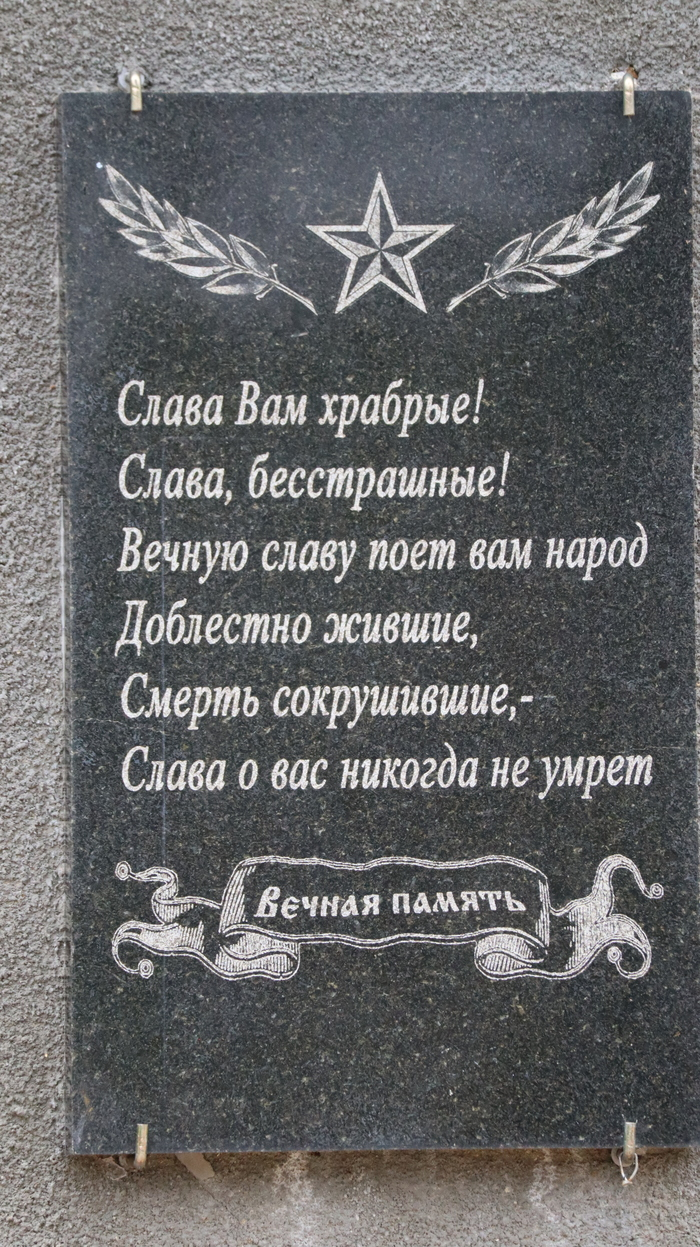 Слава Вам храбрые!
Слава, бесстрашные!
Вечную славу поет вам народ
Доблестно жившие,
Смерть сокрушившие,-
Слава о вас никогда не умрет
Вечная память